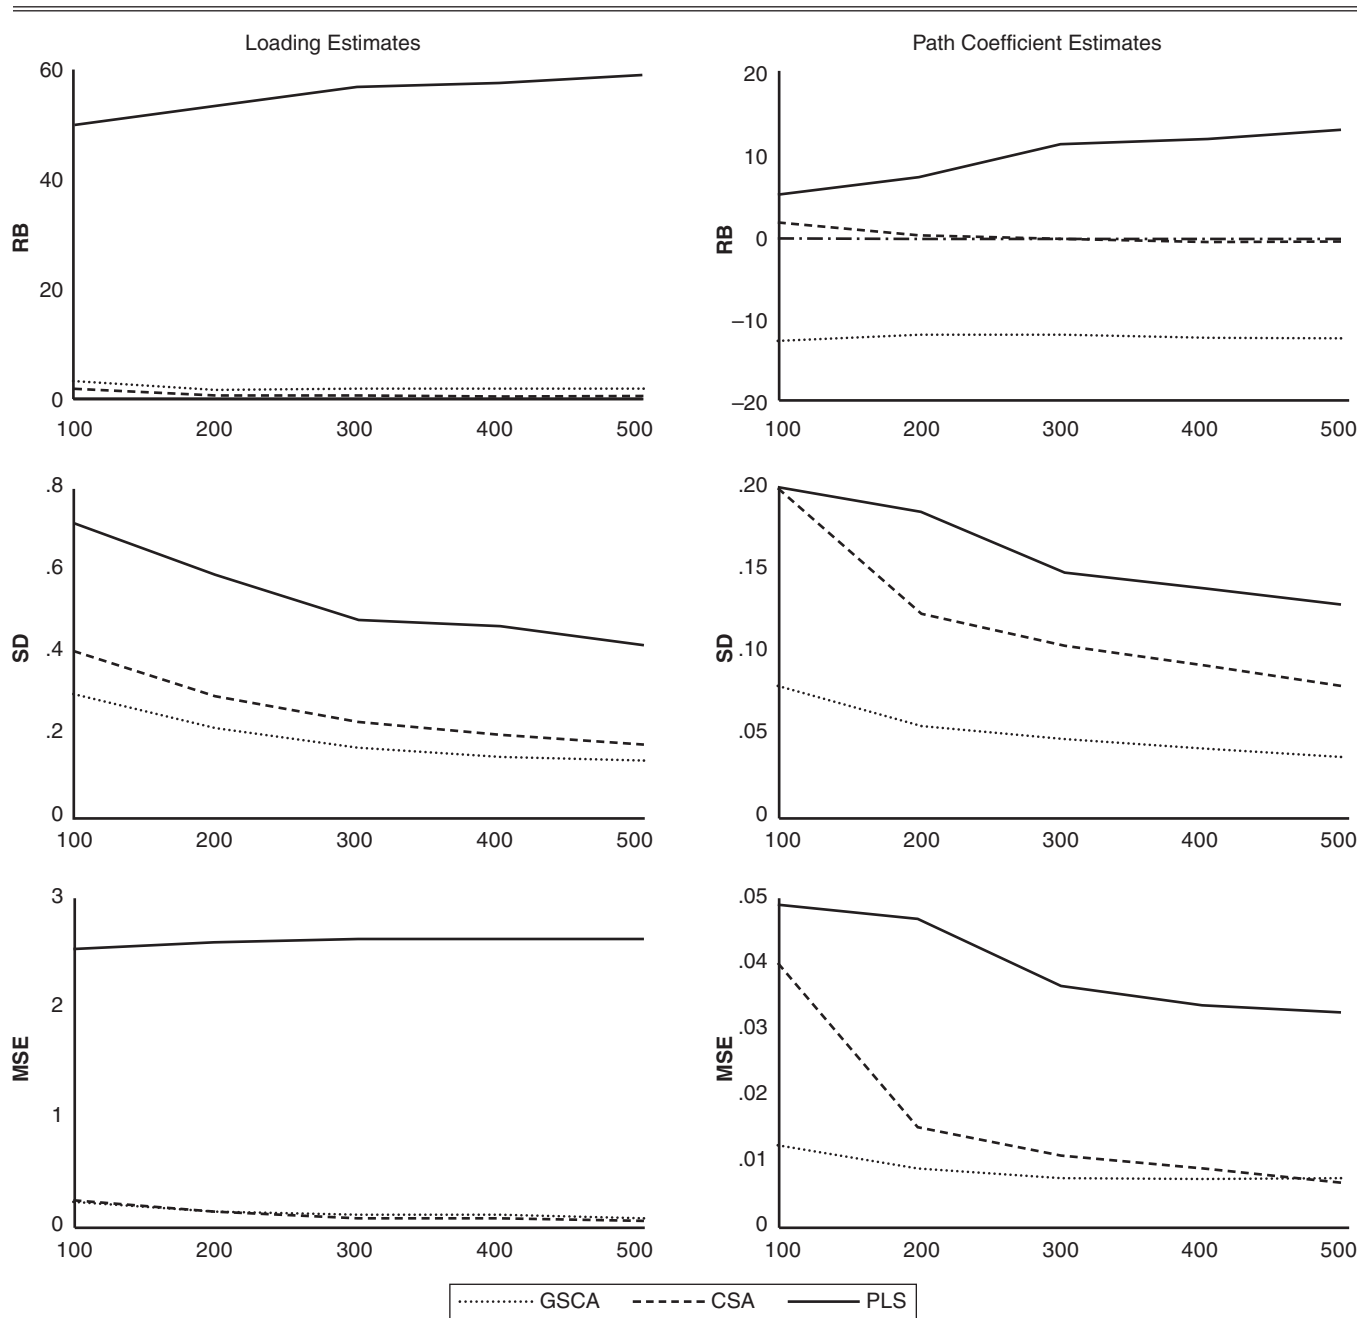 Loading Estimates
60
40
20
0
RB
100 200 300 400 500
Path Coefficient Estimates
20
10
0
–10
–20
RB
100 200 300 400 500
.8
.6
.4
.2
0
SD
100 200 300 400 500
.20
.15
.10
.05
0
SD
100 200 300 400 500
3
2
1
0
MSE
100 200 300 400 500
.05
.04
.03
.02
.01
0
MSE
100 200 300 400 500
GSCA CSA PLS